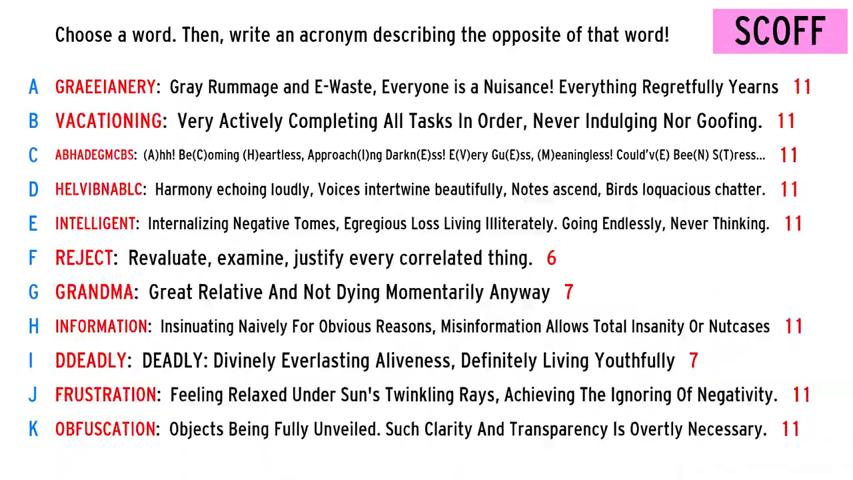 Choose a word. Then, write an acronym describing the opposite of that word!
SCOFF
A GRAEEIANERY: Gray Rummage and E-Waste, Everyone is a Nuisance! Everything Regretfully Yearns 11
B VACATIONING: Very Actively Completing All Tasks In Order, Never Indulging Nor Goofing. 11
C ABHADEGMCBS: (A)hh! Be(C)oming (H)eartless, Approach(I)ng Darkn(E)ss! E(V)ery Gu(E)ss, (M)eaningless! Could'v(E) Bee(N) S(T)ress... 11
D HELVIBNABLC: Harmony echoing loudly, Voices intertwine beautifully, Notes ascend, Birds loquacious chatter. 11
E INTELLIGENT: Internalizing Negative Tomes, Egregious Loss Living Illiterately. Going Endlessly, Never Thinking. 11
F REJECT: Revaluate, examine, justify every correlated thing. 6
G GRANDMA: Great Relative And Not Dying Momentarily Anyway 7
H INFORMATION: Insinuating Naively For Obvious Reasons, Misinformation Allows Total Insanity Or Nutcases 11
I DDEADLY: DEADLY: Divinely Everlasting Aliveness, Definitely Living Youthfully 7
J FRUSTRATION: Feeling Relaxed Under Sun's Twinkling Rays, Achieving The Ignoring Of Negativity. 11
K OBFUSCATION: Objects Being Fully Unveiled. Such Clarity And Transparency Is Overtly Necessary. 11